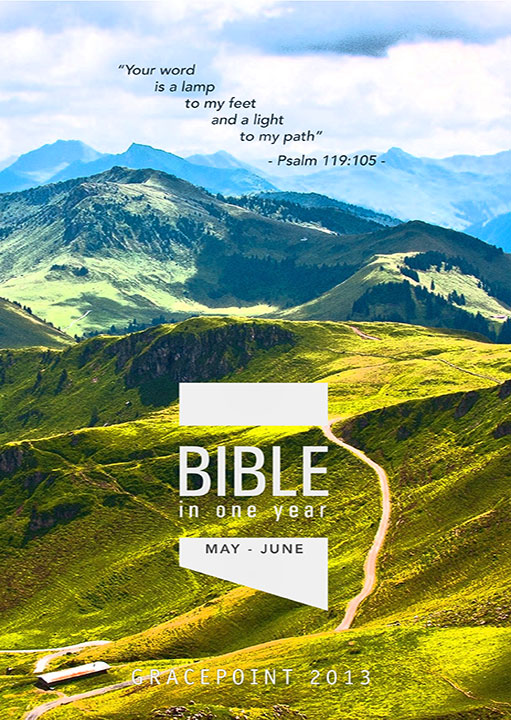 “Your word
is a lamp
to my feet
and a light
to my path”
- Psalm 119:105 -
BIBLE
in one year
MAY - JUNE
GRACEPOINT 2013